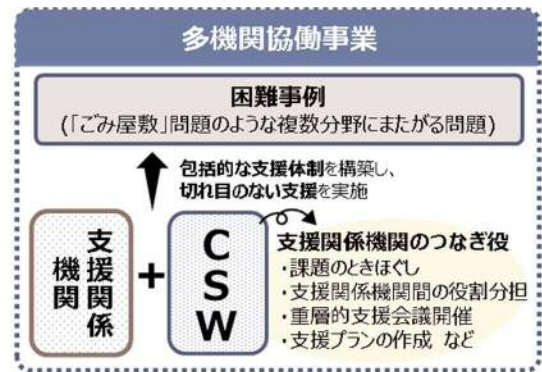 多機関協働事業
困難事例
(「ごみ屋敷」問題のような複数分野にまたがる問題)
包括的な支援体制を構築し、
切れ目のない支援を実施
支援関係
機関
+
CSW
支援関係機関のつなぎ役
・課題のときほぐし
・支援関係機関間の役割分担
・重層的支援会議開催
・支援プランの作成 など